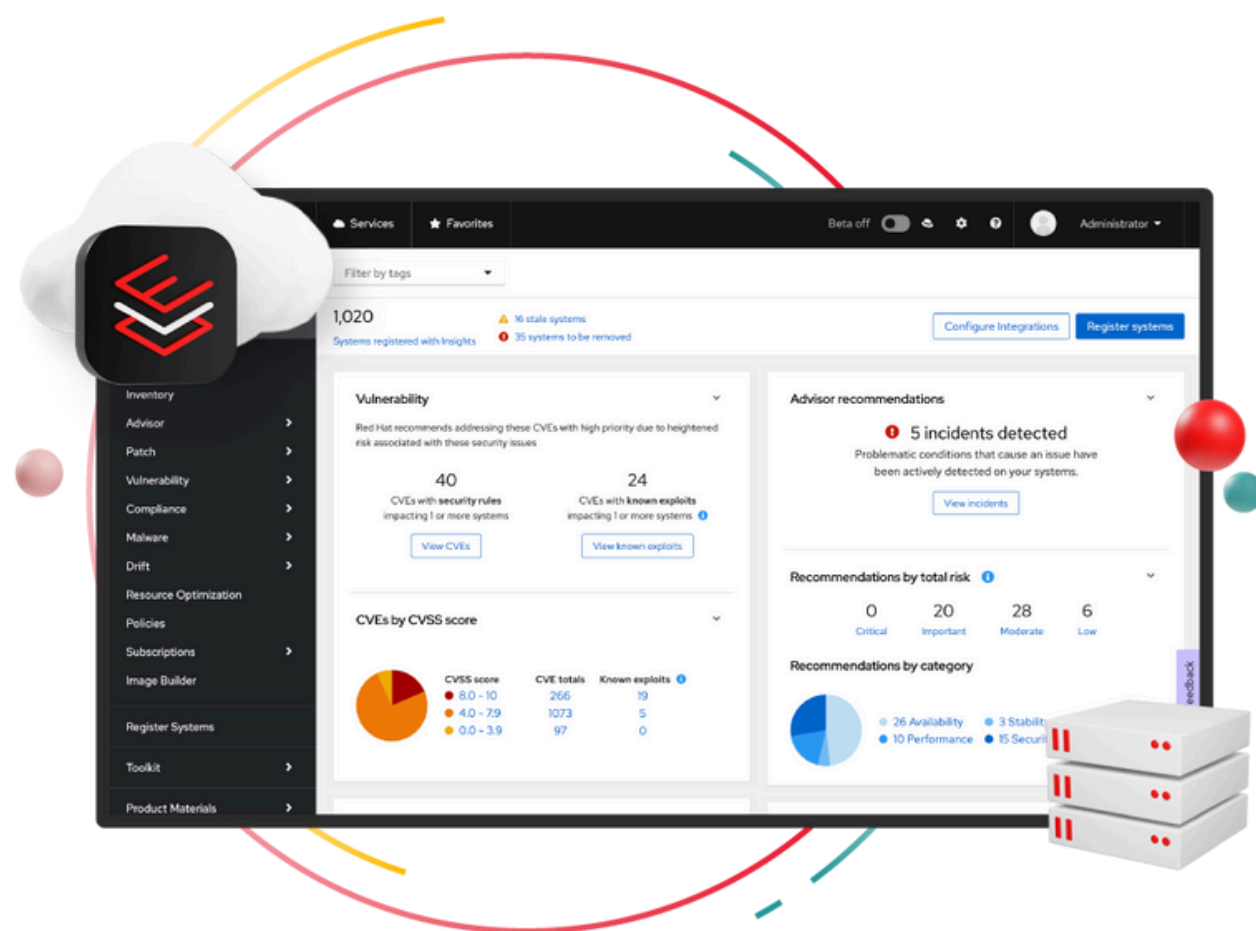 Services
Favorites
Beta off
Administrator
Filter by tags
1,020
Systems registered with Insights
16 stale systems
35 systems to be removed
Configure Integrations
Register systems
Inventory
Advisor
Patch
Vulnerability
Compliance
Malware
Drift
Resource Optimization
Policies
Subscriptions
Image Builder
Register Systems
Toolkit
Product Materials
Vulnerability
Red Hat recommends addressing these CVEs with high priority due to heightened
risk associated with these security issues
40
CVEs with security rules
impacting 1 or more systems
View CVEs
24
CVEs with known exploits
impacting 1 or more systems
View known exploits
CVEs by CVSS score
CVSS score CVE totals Known exploits
8.0 - 10 266 19
4.0 - 7.9 1073 5
0.0 - 3.9 97 0
Advisor recommendations
5 incidents detected
Problematic conditions that cause an issue have
been actively detected on your systems.
View incidents
Recommendations by total risk
0 20 28 6
Critical Important Moderate Low
Recommendations by category
26 Availability 3
10 Performance 15